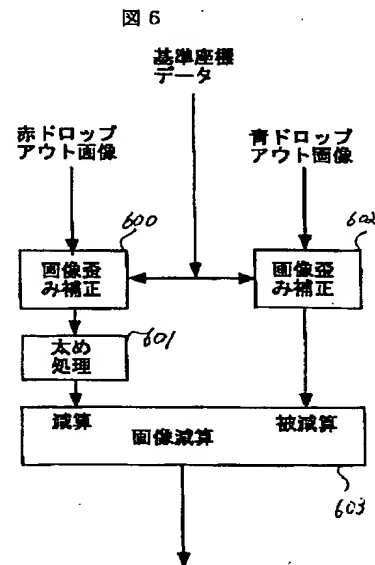 図 6
基準座機
データ
赤ドロップ
アウト画像
青ドロップ
アウト画像
600
602
画像歪
み補正
画像歪
み補正
601
太め
処理
減算
被減算
画像減算
603